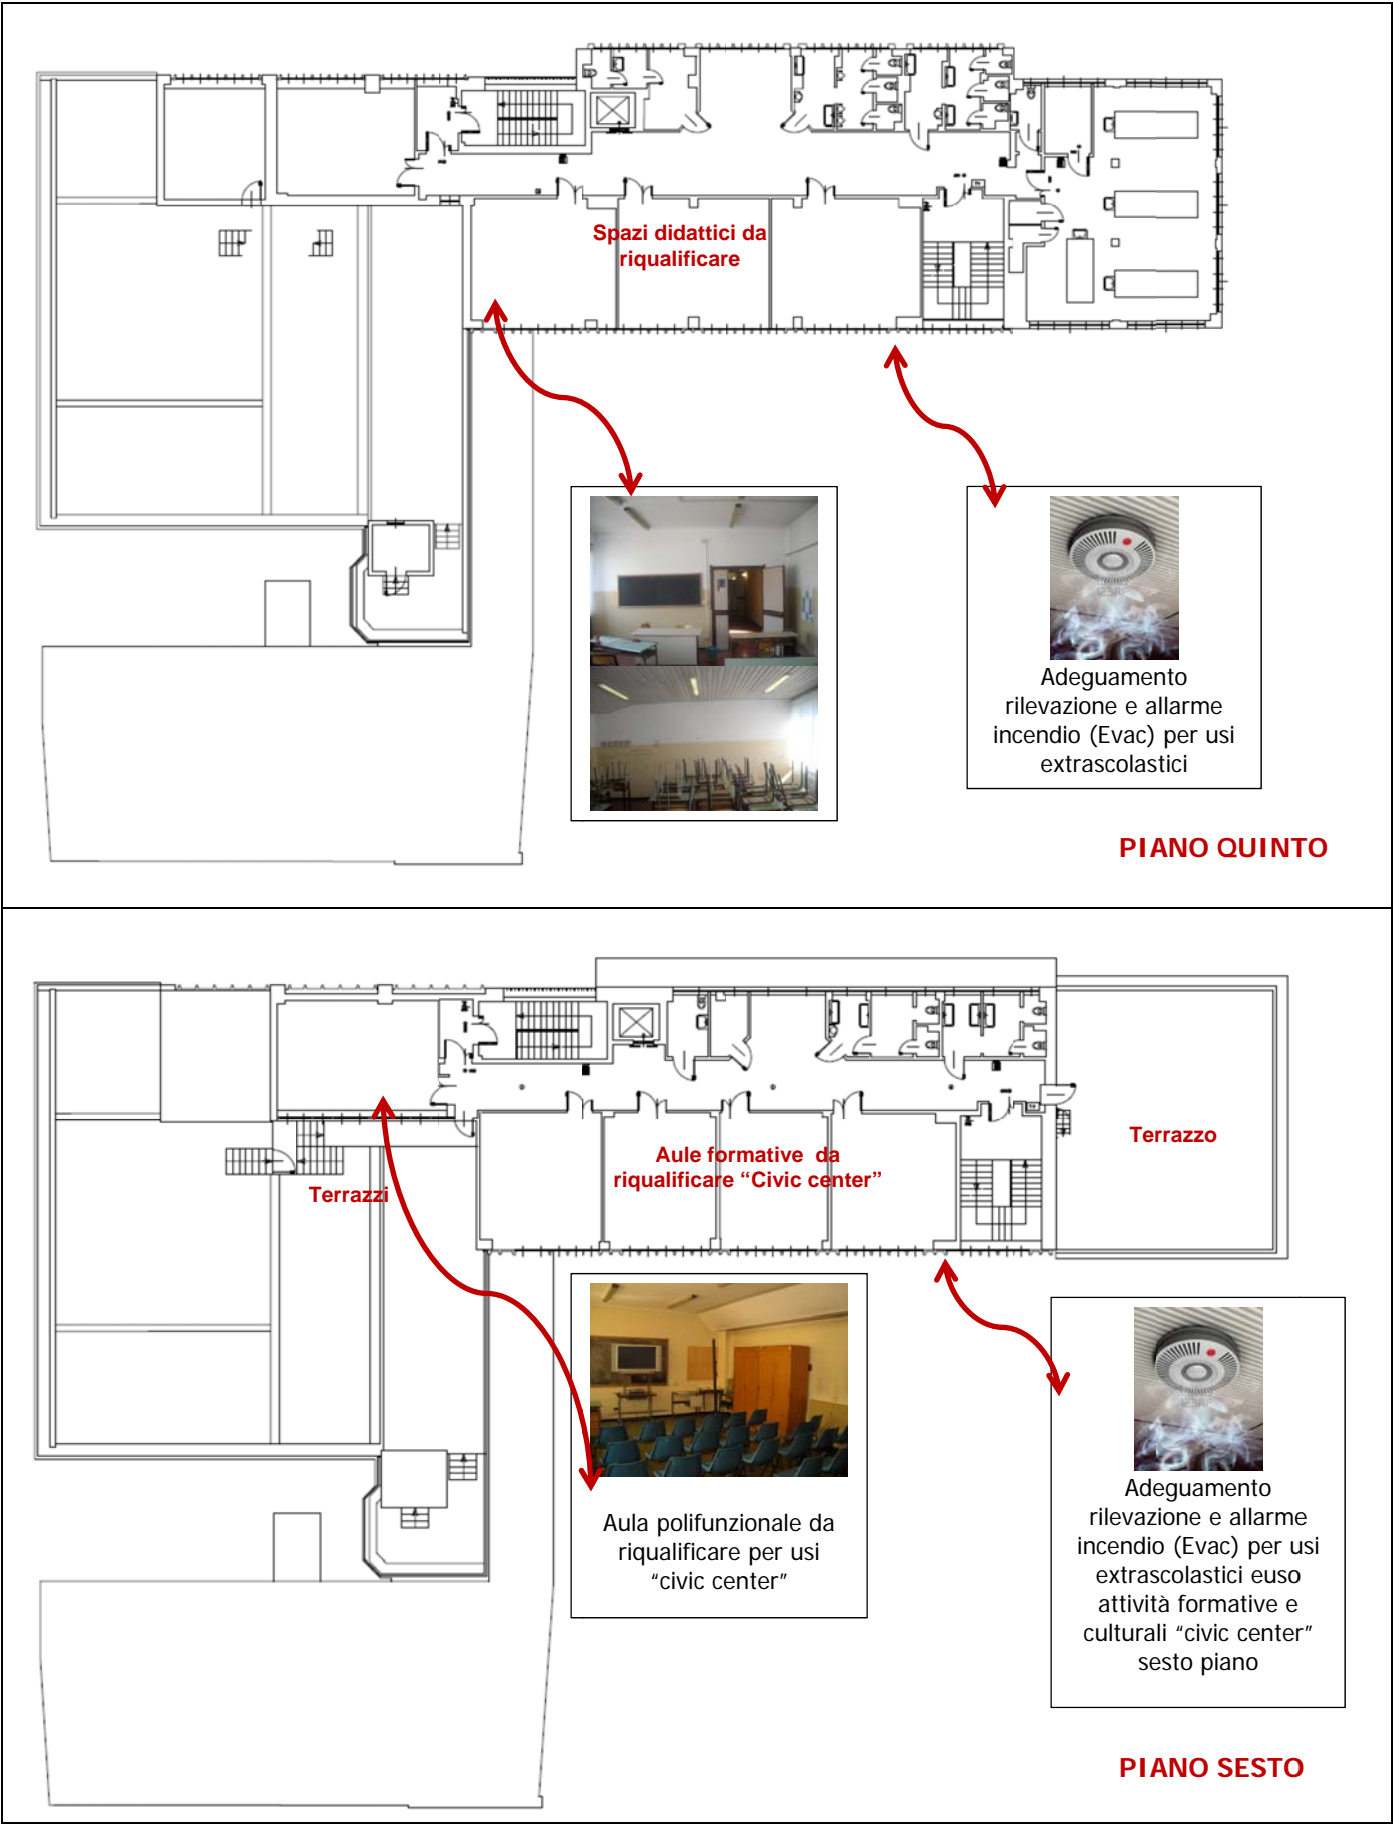 Spazi didattici da
riqualificare
Adeguamento
rilevazione e allarme
incendio (Evac) per usi
extrascolastici
PIANO QUINTO
Terrazzi
Aule formative da
riqualificare “Civic center”
Terrazzo
Aula polifunzionale da
riqualificare per usi
“civic center”
Adeguamento
rilevazione e allarme
incendio (Evac) per usi
extrascolastici euso
attività formative e
culturali “civic center”
sesto piano
PIANO SESTO